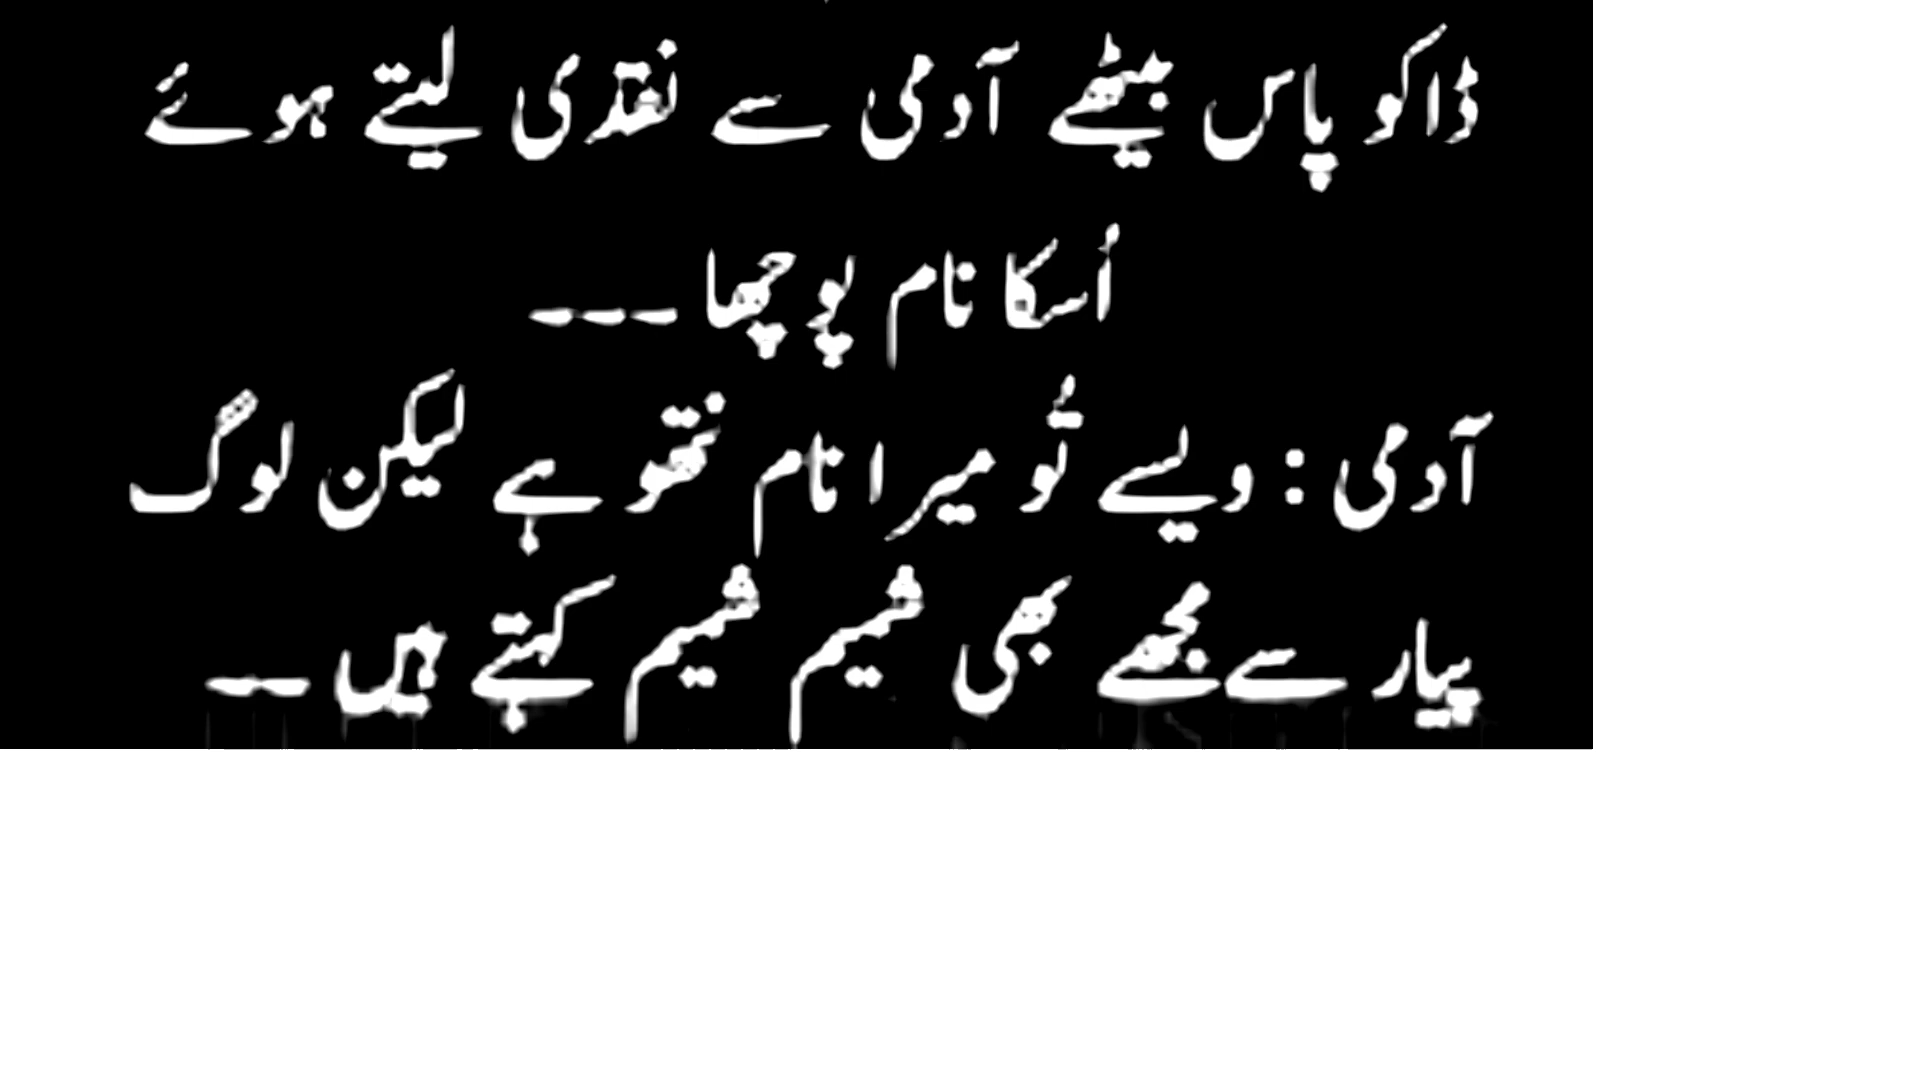 ڈاکو پاس بیٹھے آدمی سے نقدی لیتے ہوئے
اُسکا نام پوچھا ---
آدمی : ویسے تُو میرا نام نتھو ہے لیکن لوگ
پیار سے مجھے بھی شمیم شمیم کہتے ہیں --